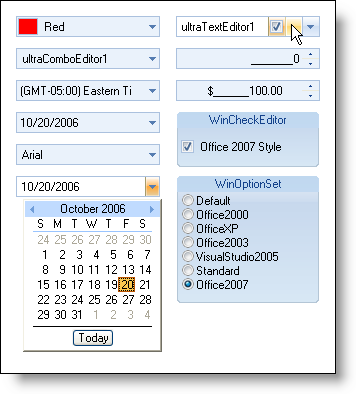 Red
ultraTextEditor1
ultraComboEditor1
_______0
(GMT-05:00) Eastern Ti
$______100.00
10/20/2006
WinCheckEditor
Office 2007 Style
Arial
10/20/2006
October 2006
S M T W T F S
24 25 26 27 28 29 30
1 2 3 4 5 6 7
8 9 10 11 12 13 14
15 16 17 18 19 20 21
22 23 24 25 26 27 28
29 30 31 1 2 3 4
Today
WinOptionSet
Default
Office2000
OfficeXP
Office2003
VisualStudio2005
Standard
Office2007